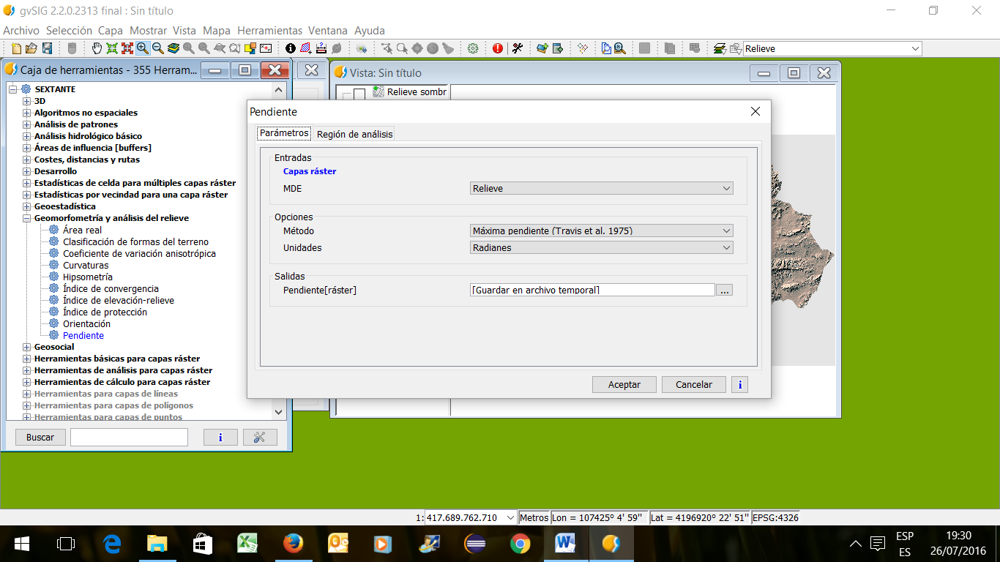 gvSIG 2.2.0.2313 final : Sin título
Archivo Selección Capa Mostrar Vista Mapa Herramientas Ventana Ayuda
Relieve
Caja de herramientas - 355 Herram...
SEXTANTE
3D
Algoritmos no espaciales
Análisis de patrones
Análisis hidrológico básico
Áreas de influencia [buffers]
Costes, distancias y rutas
Desarrollo
Estadísticas de celda para múltiples capas ráster
Estadísticas por vecindad para una capa ráster
Geoestadística
Geomorfometría y análisis del relieve
Área real
Clasificación de formas del terreno
Coeficiente de variación anisotrópica
Curvaturas
Hipsometría
Índice de convergencia
Índice de elevación-relieve
Índice de protección
Orientación
Pendiente
Geosocial
Herramientas básicas para capas ráster
Herramientas de análisis para capas ráster
Herramientas de cálculo para capas ráster
Herramientas para capas de líneas
Herramientas para capas de polígonos
Herramientas para capas de puntos
Buscar
Vista: Sin título
Relieve sombr
Pendiente
Parámetros Región de análisis
Entradas
Capas ráster
MDE Relieve
Opciones
Método Máxima pendiente (Travis et al. 1975)
Unidades Radianes
Salidas
Pendiente[ráster] [Guardar en archivo temporal] ...
Aceptar Cancelar i
1: 417.689.762.710 Metros Lon = 107425º 4' 59'' Lat = 4196920º 22' 51'' EPSG:4326
ESP
ES
19:30
26/07/2016